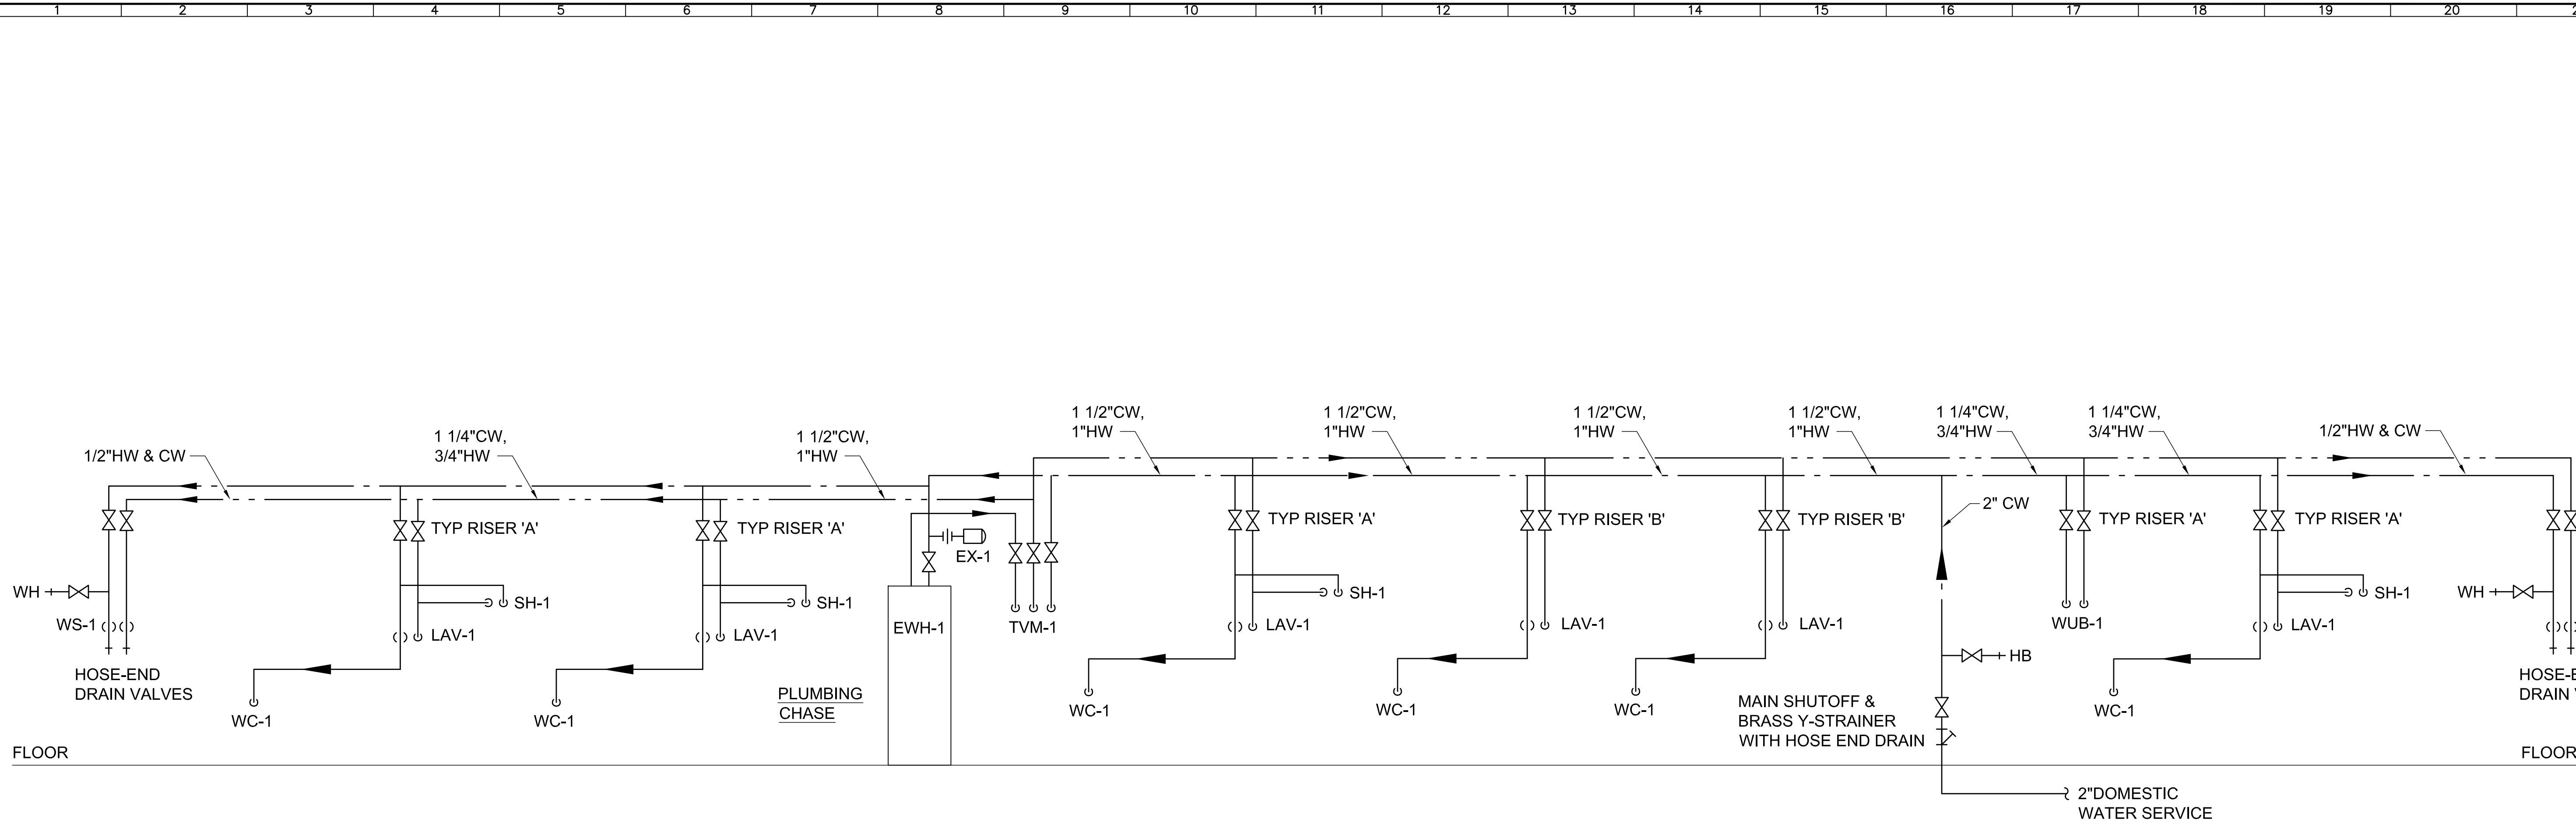 1 2 3 4 5 6 7 8 9 10 11 12 13 14 15 16 17 18 19 20
1 1/2"CW,
1"HW
1 1/2"CW,
1"HW
1 1/2"CW,
1"HW
1 1/2"CW,
1"HW
1 1/4"CW,
3/4"HW
1 1/4"CW,
3/4"HW
1/2"HW & CW
1/2"HW & CW
1 1/4"CW,
3/4"HW
1 1/2"CW,
1"HW
2" CW
TYP RISER 'A'
TYP RISER 'A'
TYP RISER 'A'
TYP RISER 'B'
TYP RISER 'B'
TYP RISER 'A'
TYP RISER 'A'
EX-1
WH
SH-1
SH-1
SH-1
SH-1
WH
WS-1
LAV-1
LAV-1
EWH-1
TVM-1
LAV-1
LAV-1
LAV-1
WUB-1
LAV-1
HB
HOSE-END
DRAIN VALVES
HOSE-E
DRAIN
PLUMBING
CHASE
WC-1
WC-1
WC-1
WC-1
WC-1
WC-1
MAIN SHUTOFF &
BRASS Y-STRAINER
WITH HOSE END DRAIN
FLOOR
FLOOR
2"DOMESTIC
WATER SERVICE